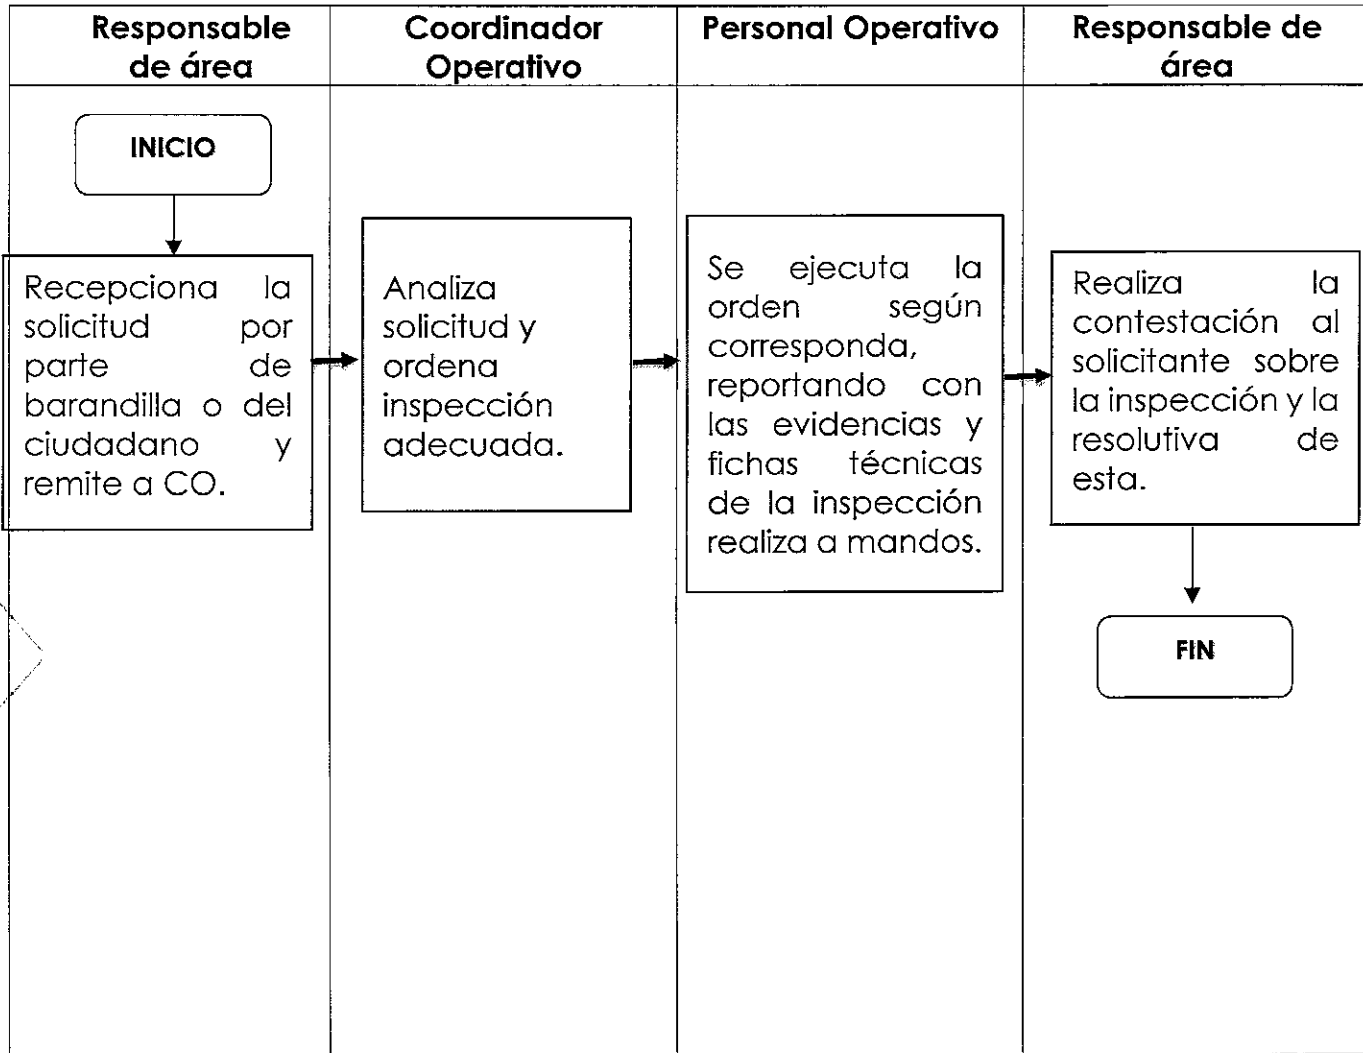 Responsable
de área
Coordinador
Operativo
Personal Operativo
Responsable de
área
INICIO
Recepciona la
solicitud por
parte de
barandilla o del
ciudadano y
remite a CO.
Analiza
solicitud y
ordena
inspección
adecuada.
Se ejecuta la
orden según
corresponda,
reportando con
las evidencias y
fichas técnicas
de la inspección
realiza a mandos.
Realiza la
contestación al
solicitante sobre
la inspección y la
resolutiva de
esta.
FIN